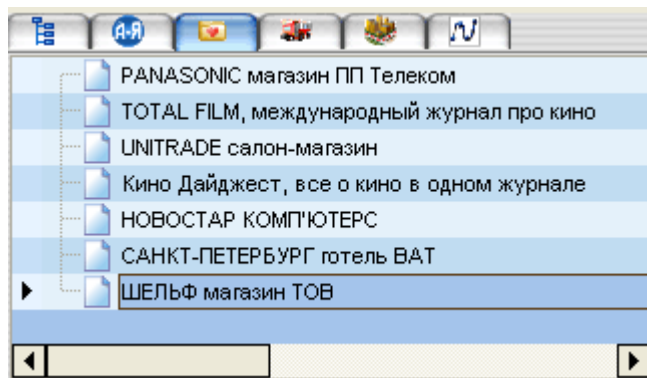 А-Я
PANASONIC магазин ПП Телеком
TOTAL FILM, международный журнал про кино
UNITRADE салон-магазин
Кино Дайджест, все о кино в одном журнале
НОВОСТАР КОМП'ЮТЕРС
САНКТ-ПЕТЕРБУРГ готель ВАТ
ШЕЛЬФ магазин ТОВ